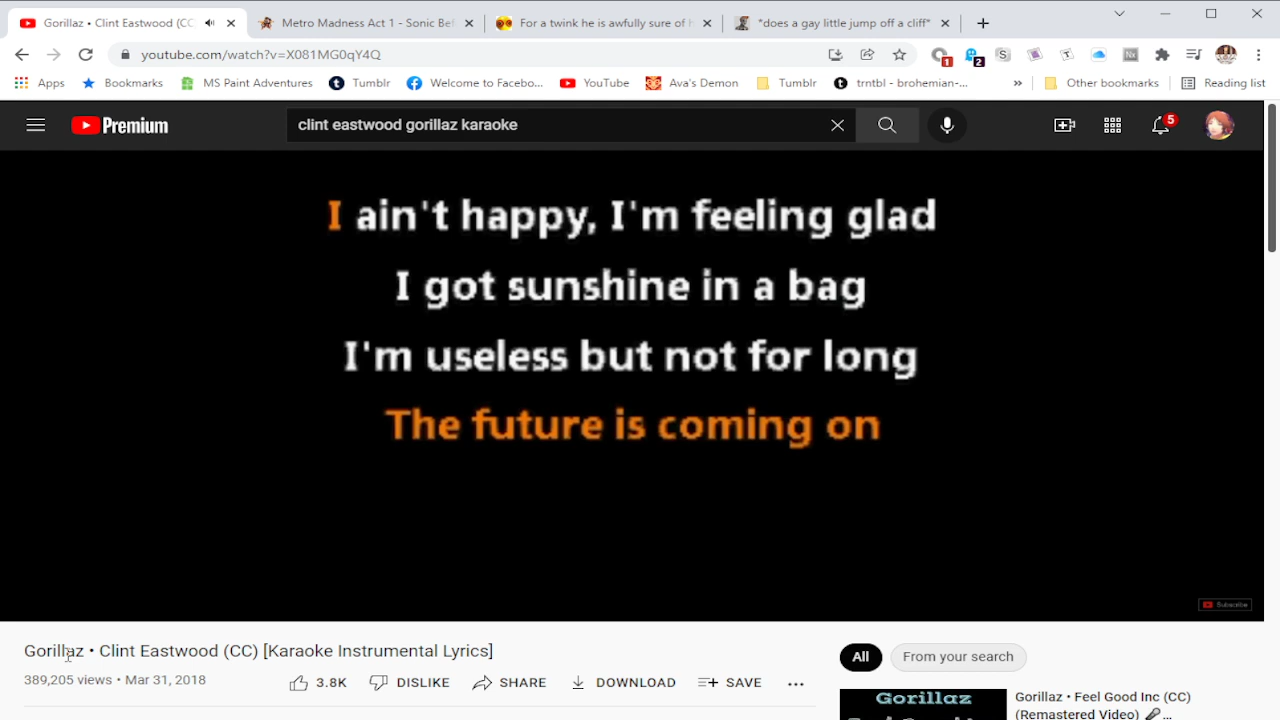 Gorillaz • Clint Eastwood (CC
Metro Madness Act 1 - Sonic Bef
For a twink he is awfully sure of h
*does a gay little jump off a cliff*
youtube.com/watch?v=X081MG0qY4Q
1
2
S
T
Nx
Apps
Bookmarks
MS Paint Adventures
Tumblr
Welcome to Facebo...
YouTube
Ava's Demon
Tumblr
trntbl - brohemian-...
»
Other bookmarks
Reading list
Premium
clint eastwood gorillaz karaoke
5
I ain't happy, I'm feeling glad
I got sunshine in a bag
I'm useless but not for long
The future is coming on
Subscribe
Gorillaz • Clint Eastwood (CC) [Karaoke Instrumental Lyrics]
389,205 views • Mar 31, 2018
3.8K
DISLIKE
SHARE
DOWNLOAD
SAVE
All
From your search
Gorillaz
Gorillaz • Feel Good Inc (CC)
(Remastered Video) 🎤...